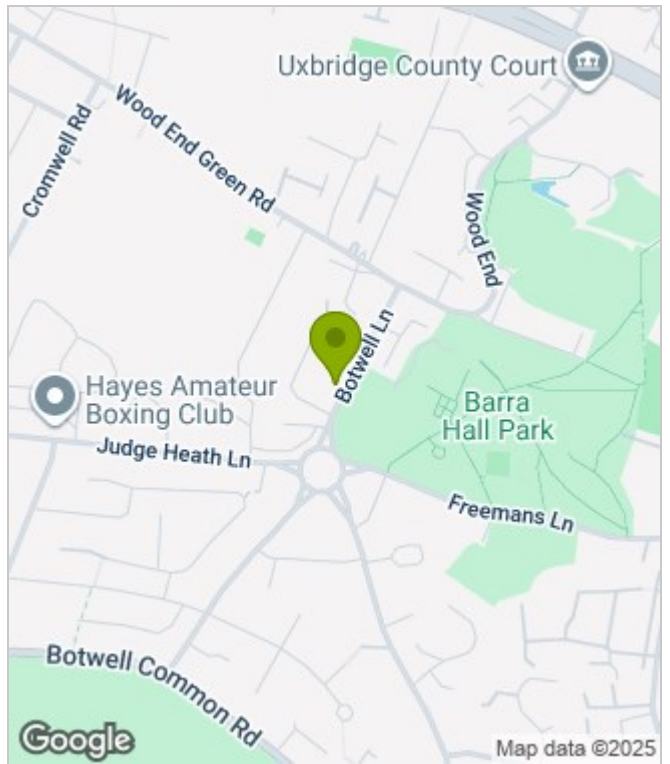 Uxbridge County Court
Wood End Green Rd
Cromwell Rd
Wood End
Botwell Ln
Hayes Amateur
Boxing Club
Barra
Hall Park
Judge Heath Ln
Freemans Ln
Botwell Common Rd
Google
Map data ©2025